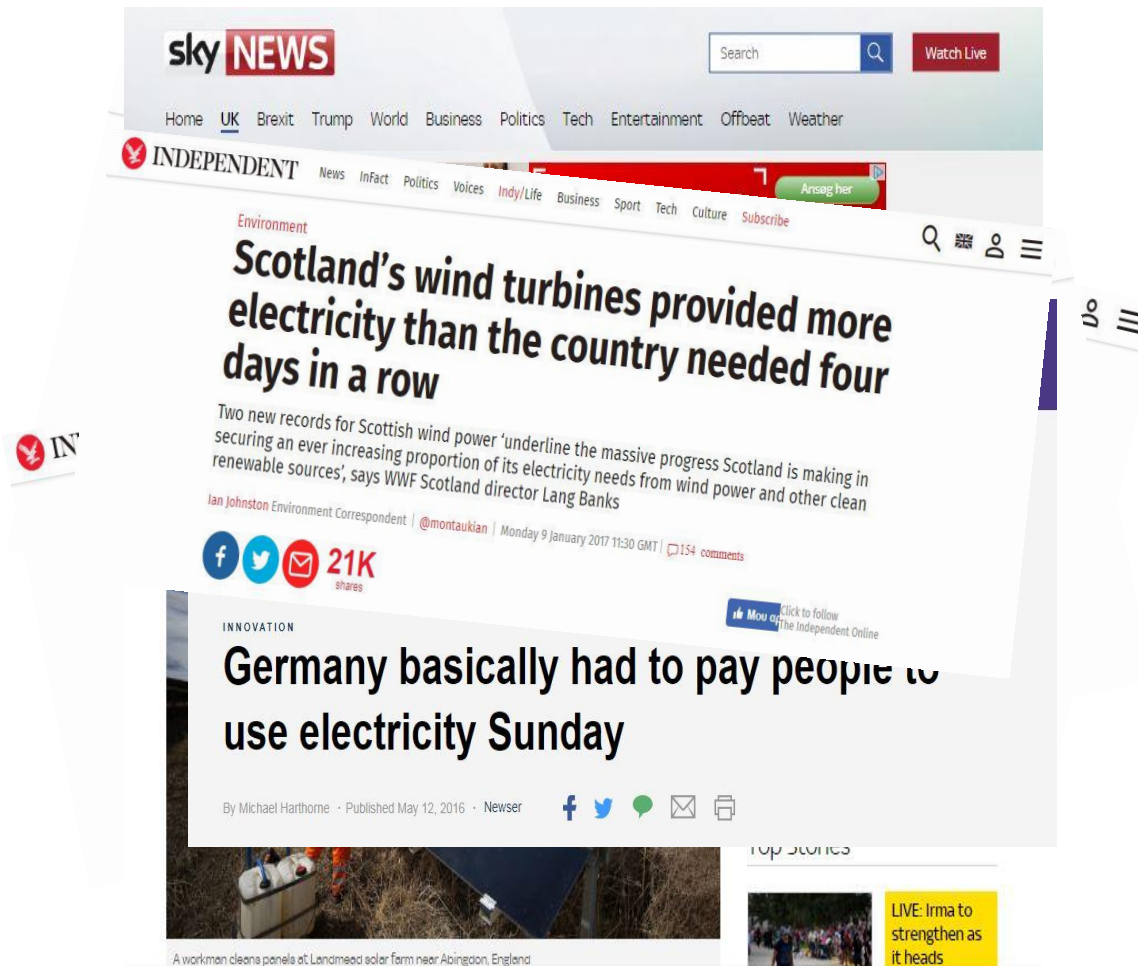 sky NEWS
Search
Watch Live
Home UK Brexit Trump World Business Politics Tech Entertainment Offbeat Weather
INDEPENDENT
News InFact Politics Voices Indy/Life Business Sport Tech Culture Subscribe
Ansøg her
Environment
Scotland's wind turbines provided more
electricity than the country needed four
days in a row
Two new records for Scottish wind power 'underline the massive progress Scotland is making in
securing an ever increasing proportion of its electricity needs from wind power and other clean
renewable sources', says WWF Scotland director Lang Banks
Ian Johnston Environment Correspondent | @montaukian | Monday 9 January 2017 11:30 GMT | 154 comments
21K
shares
Mou
Click to follow
The Independent Online
IN
INNOVATION
Germany basically had to pay people to
use electricity Sunday
By Michael Harthorne · Published May 12, 2016 · Newser
Top Stories
LIVE: Irma to
strengthen as
it heads
A workman cleans panels at Landmead solar farm near Abingdon, England